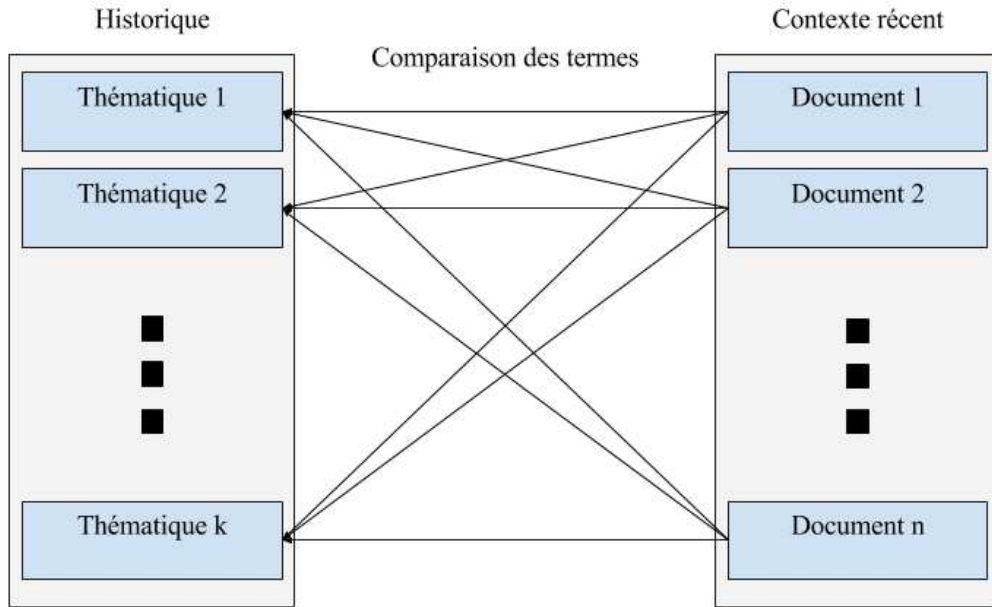 Historique
Contexte récent
Comparaison des termes
Thématique 1
Document 1
Thématique 2
Document 2
Thématique k
Document n